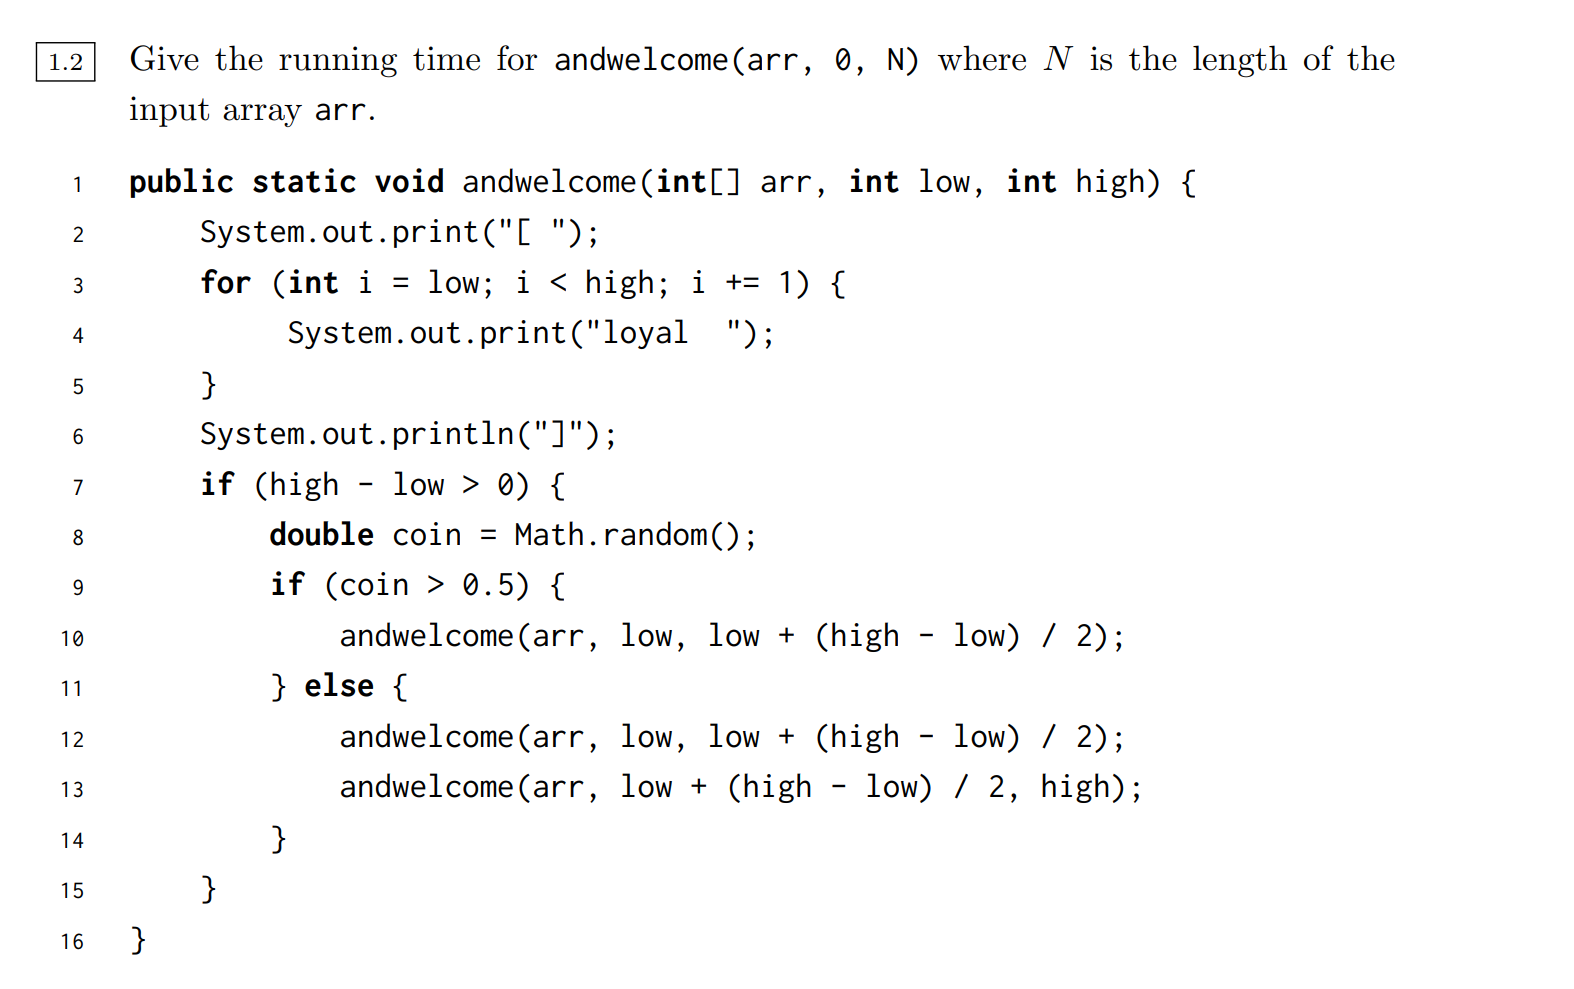 1.2 Give the running time for andwelcome(arr, 0, N) where N is the length of the
input array arr.
1 public static void andwelcome(int[] arr, int low, int high) {
2 System.out.print("[ ");
3 for (int i = low; i < high; i += 1) {
4 System.out.print("loyal  ");
5 }
6 System.out.println("]");
7 if (high - low > 0) {
8 double coin = Math.random();
9 if (coin > 0.5) {
10 andwelcome(arr, low, low + (high - low) / 2);
11 } else {
12 andwelcome(arr, low, low + (high - low) / 2);
13 andwelcome(arr, low + (high - low) / 2, high);
14 }
15 }
16 }